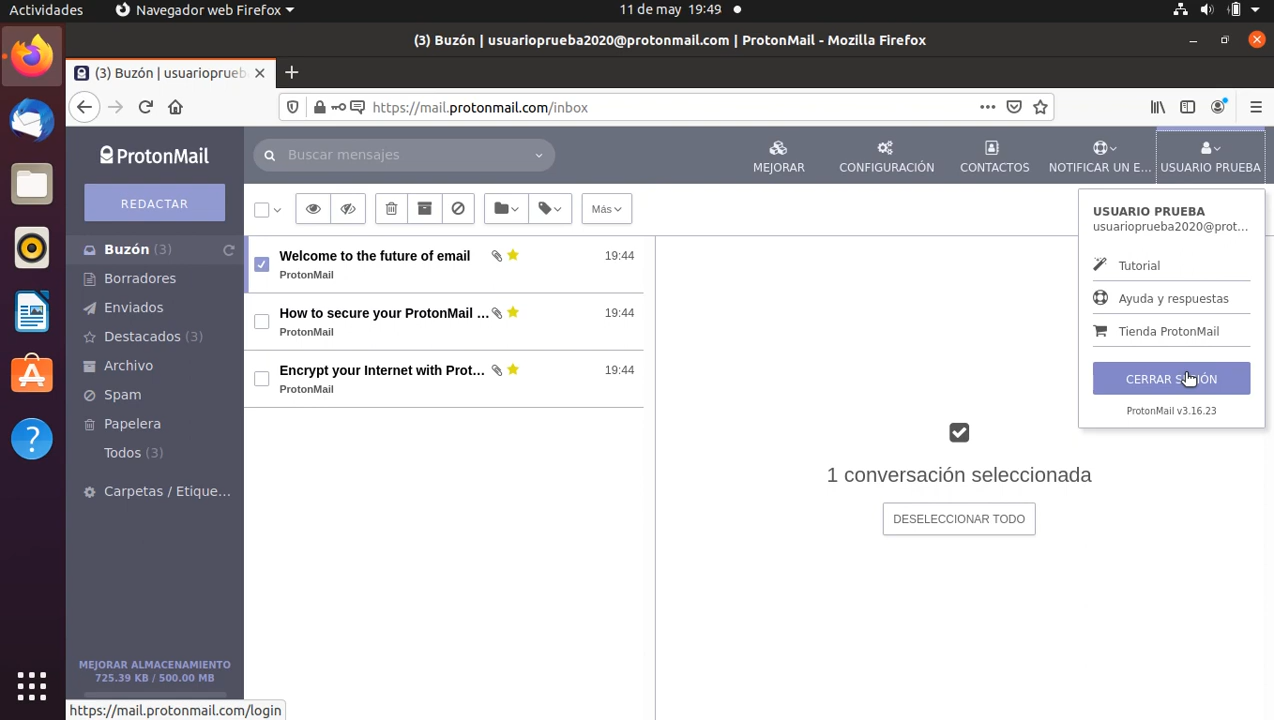 Actividades
Navegador web Firefox
11 de may 19:49
(3) Buzón | usuarioprueba2020@protonmail.com | ProtonMail - Mozilla Firefox
(3) Buzón | usuarioprueb
https://mail.protonmail.com/inbox
ProtonMail
Buscar mensajes
MEJORAR
CONFIGURACIÓN
CONTACTOS
NOTIFICAR UN E...
USUARIO PRUEBA
REDACTAR
Más
Buzón (3)
Borradores
Enviados
Destacados (3)
Archivo
Spam
Papelera
Todos (3)
Carpetas / Etique...
MEJORAR ALMACENAMIENTO
725.39 KB / 500.00 MB
Welcome to the future of email
19:44
ProtonMail
How to secure your ProtonMail ...
19:44
ProtonMail
Encrypt your Internet with Prot...
19:44
ProtonMail
1 conversación seleccionada
DESELECCIONAR TODO
USUARIO PRUEBA
usuarioprueba2020@prot...
Tutorial
Ayuda y respuestas
Tienda ProtonMail
CERRAR SESIÓN
ProtonMail v3.16.23
https://mail.protonmail.com/login